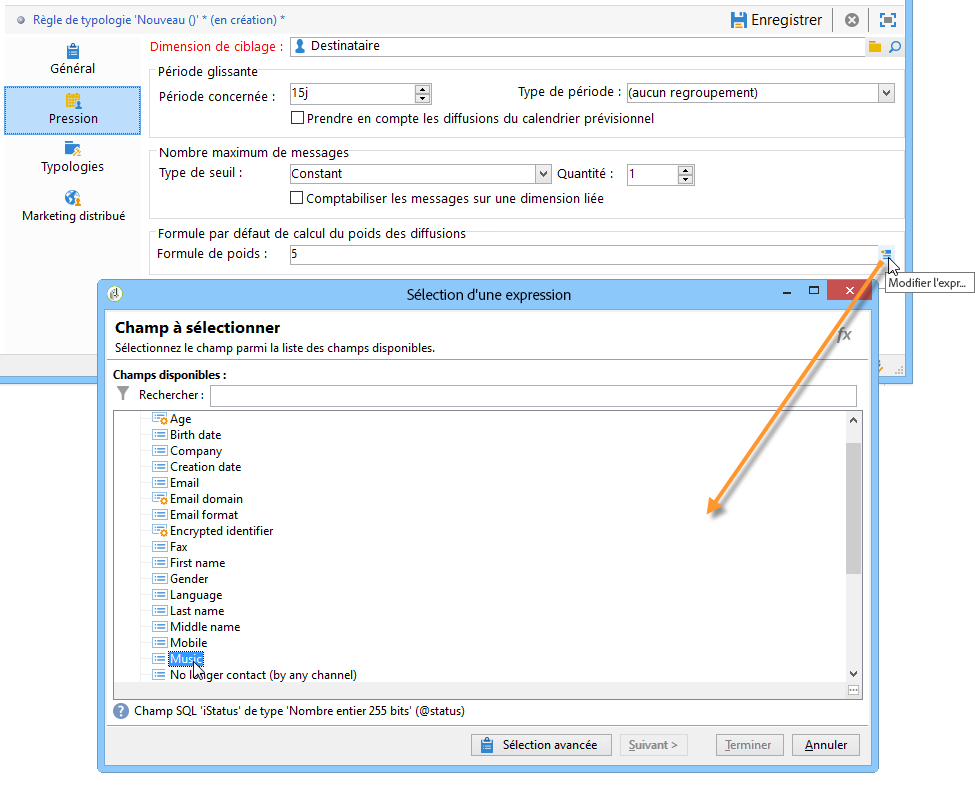 Règle de typologie 'Nouveau ()' * (en création) *
Enregistrer
Général
Pression
Typologies
Marketing distribué
Dimension de ciblage : Destinataire
Période glissante
Période concernée : 15j Type de période : (aucun regroupement)
Prendre en compte les diffusions du calendrier prévisionnel
Nombre maximum de messages
Type de seuil : Constant Quantité : 1
Comptabiliser les messages sur une dimension liée
Formule par défaut de calcul du poids des diffusions
Formule de poids : 5
Modifier l'expr...
Sélection d'une expression
Champ à sélectionner
Sélectionnez le champ parmi la liste des champs disponibles.
fx
Champs disponibles :
Rechercher :
Age
Birth date
Company
Creation date
Email
Email domain
Email format
Encrypted identifier
Fax
First name
Gender
Language
Last name
Middle name
Mobile
Music
No longer contact (by any channel)
Champ SQL 'iStatus' de type 'Nombre entier 255 bits' (@status)
Sélection avancée Suivant > Terminer Annuler